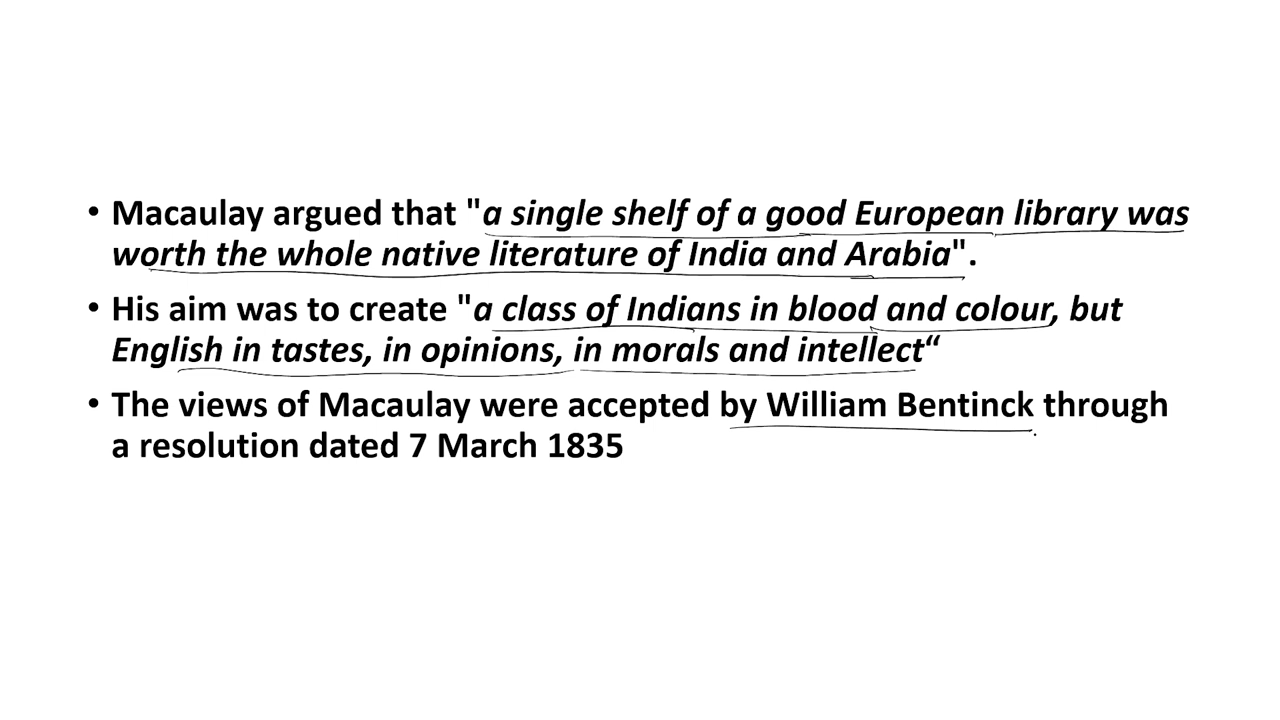 • Macaulay argued that "a single shelf of a good European library was
worth the whole native literature of India and Arabia".
• His aim was to create "a class of Indians in blood and colour, but
English in tastes, in opinions, in morals and intellect“
• The views of Macaulay were accepted by William Bentinck through
a resolution dated 7 March 1835